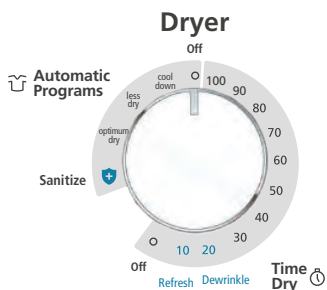 Dryer
Off
Automatic
Programs
cool
down
less
dry
optimum
dry
Sanitize
100
90
80
70
60
50
40
30
20
10
Off
Refresh
Dewrinkle
Time
Dry